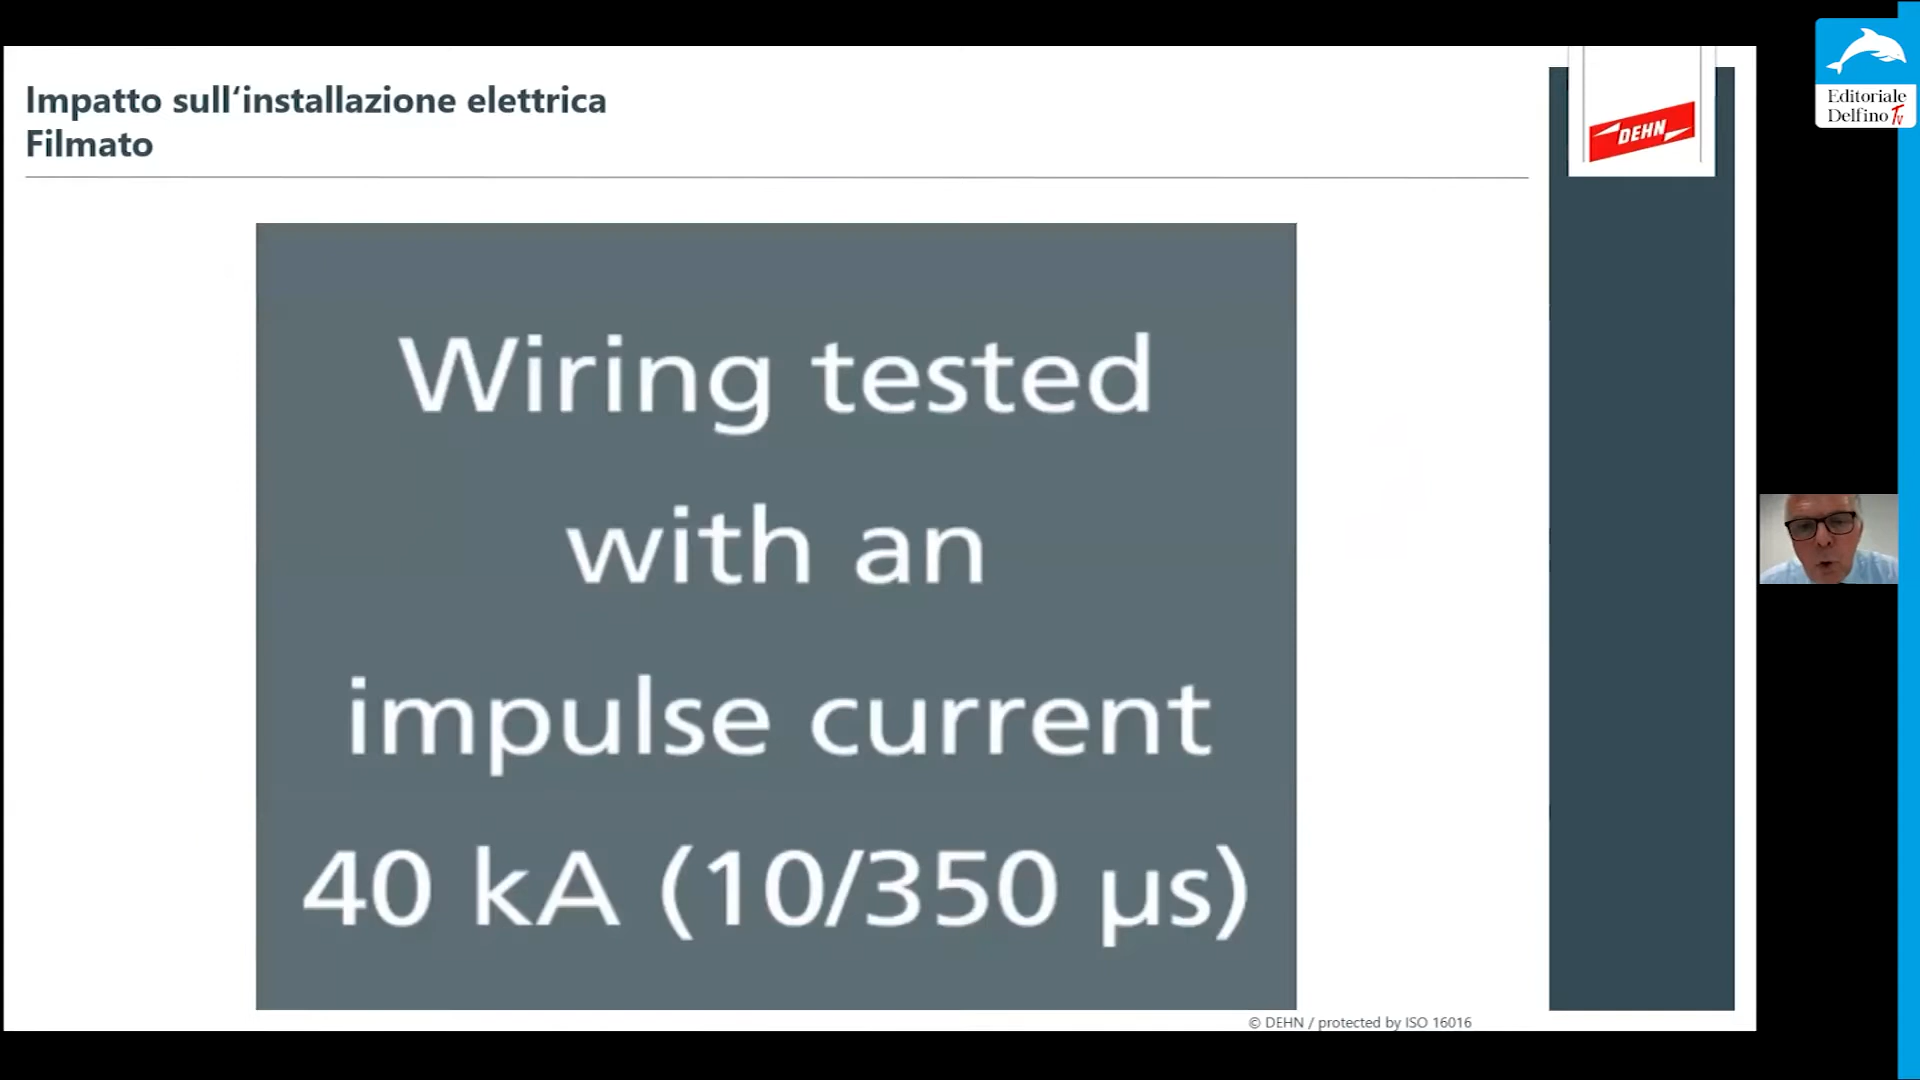 Impatto sull‘installazione elettrica
Filmato
DEHN
Editoriale
Delfino Tv
Wiring tested
with an
impulse current
40 kA (10/350 µs)
© DEHN / protected by ISO 16016